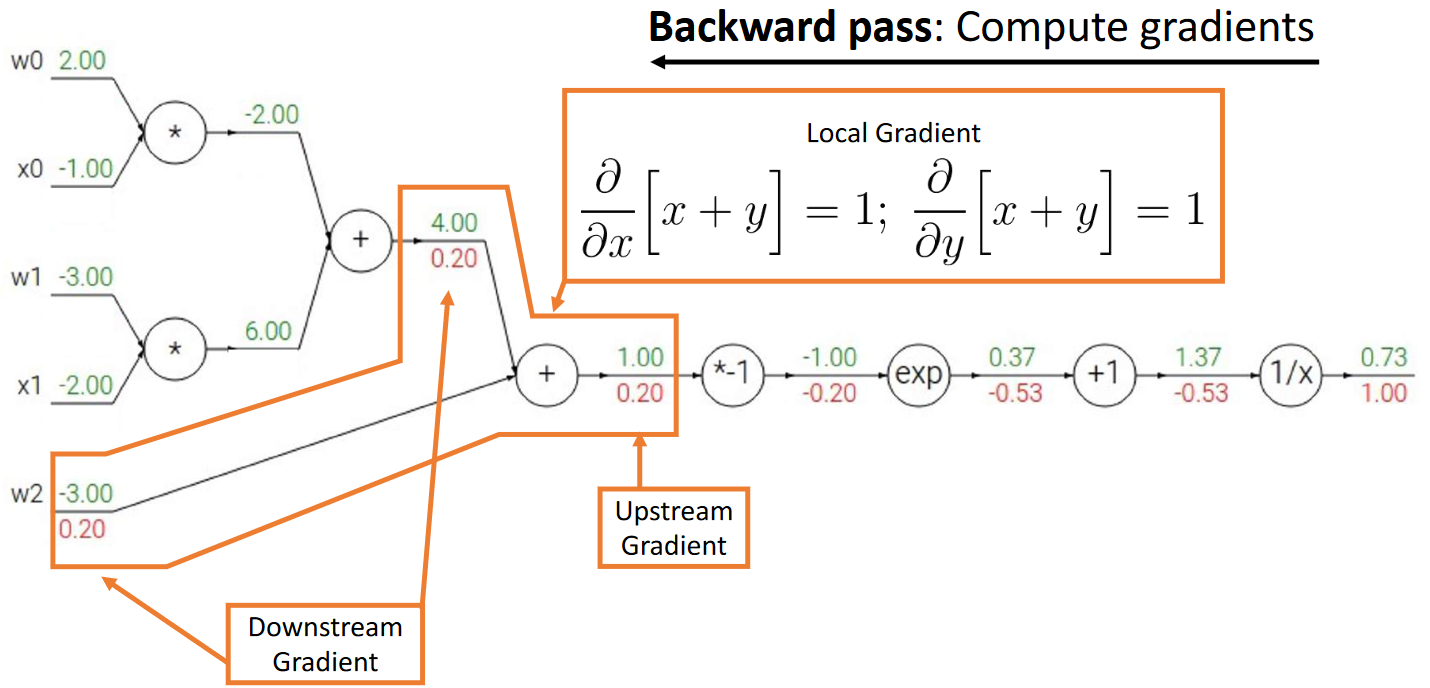 Backward pass: Compute gradients
w0 2.00
*
-2.00
x0 -1.00
Local Gradient
∂/∂x [x + y] = 1; ∂/∂y [x + y] = 1
+
4.00
0.20
w1 -3.00
*
6.00
x1 -2.00
+
1.00
0.20
*-1
-1.00
-0.20
exp
0.37
-0.53
+1
1.37
-0.53
1/x
0.73
1.00
w2 -3.00
0.20
Upstream
Gradient
Downstream
Gradient